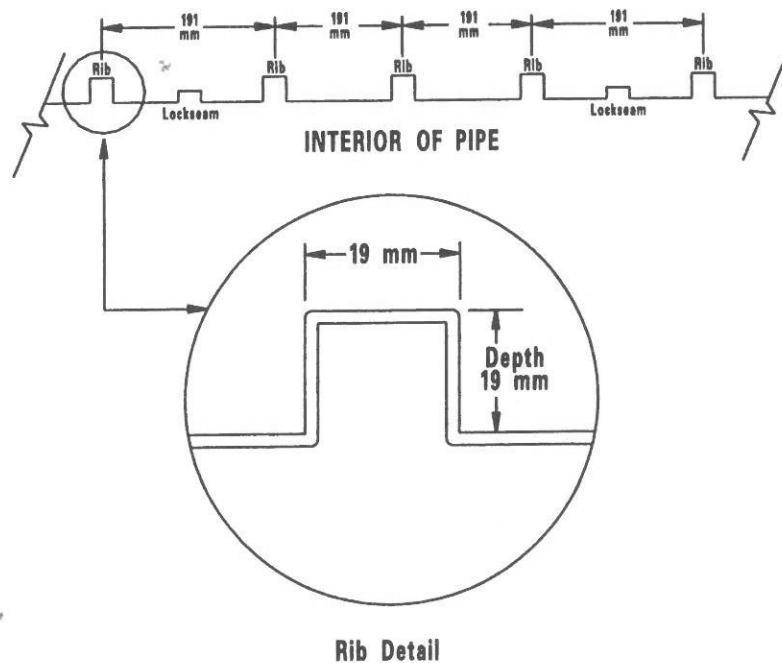 191
mm
191
mm
191
mm
191
mm
Rib
Rib
Rib
Rib
Rib
Lockseam
Lockseam
INTERIOR OF PIPE
19 mm
Depth
19 mm
Rib Detail